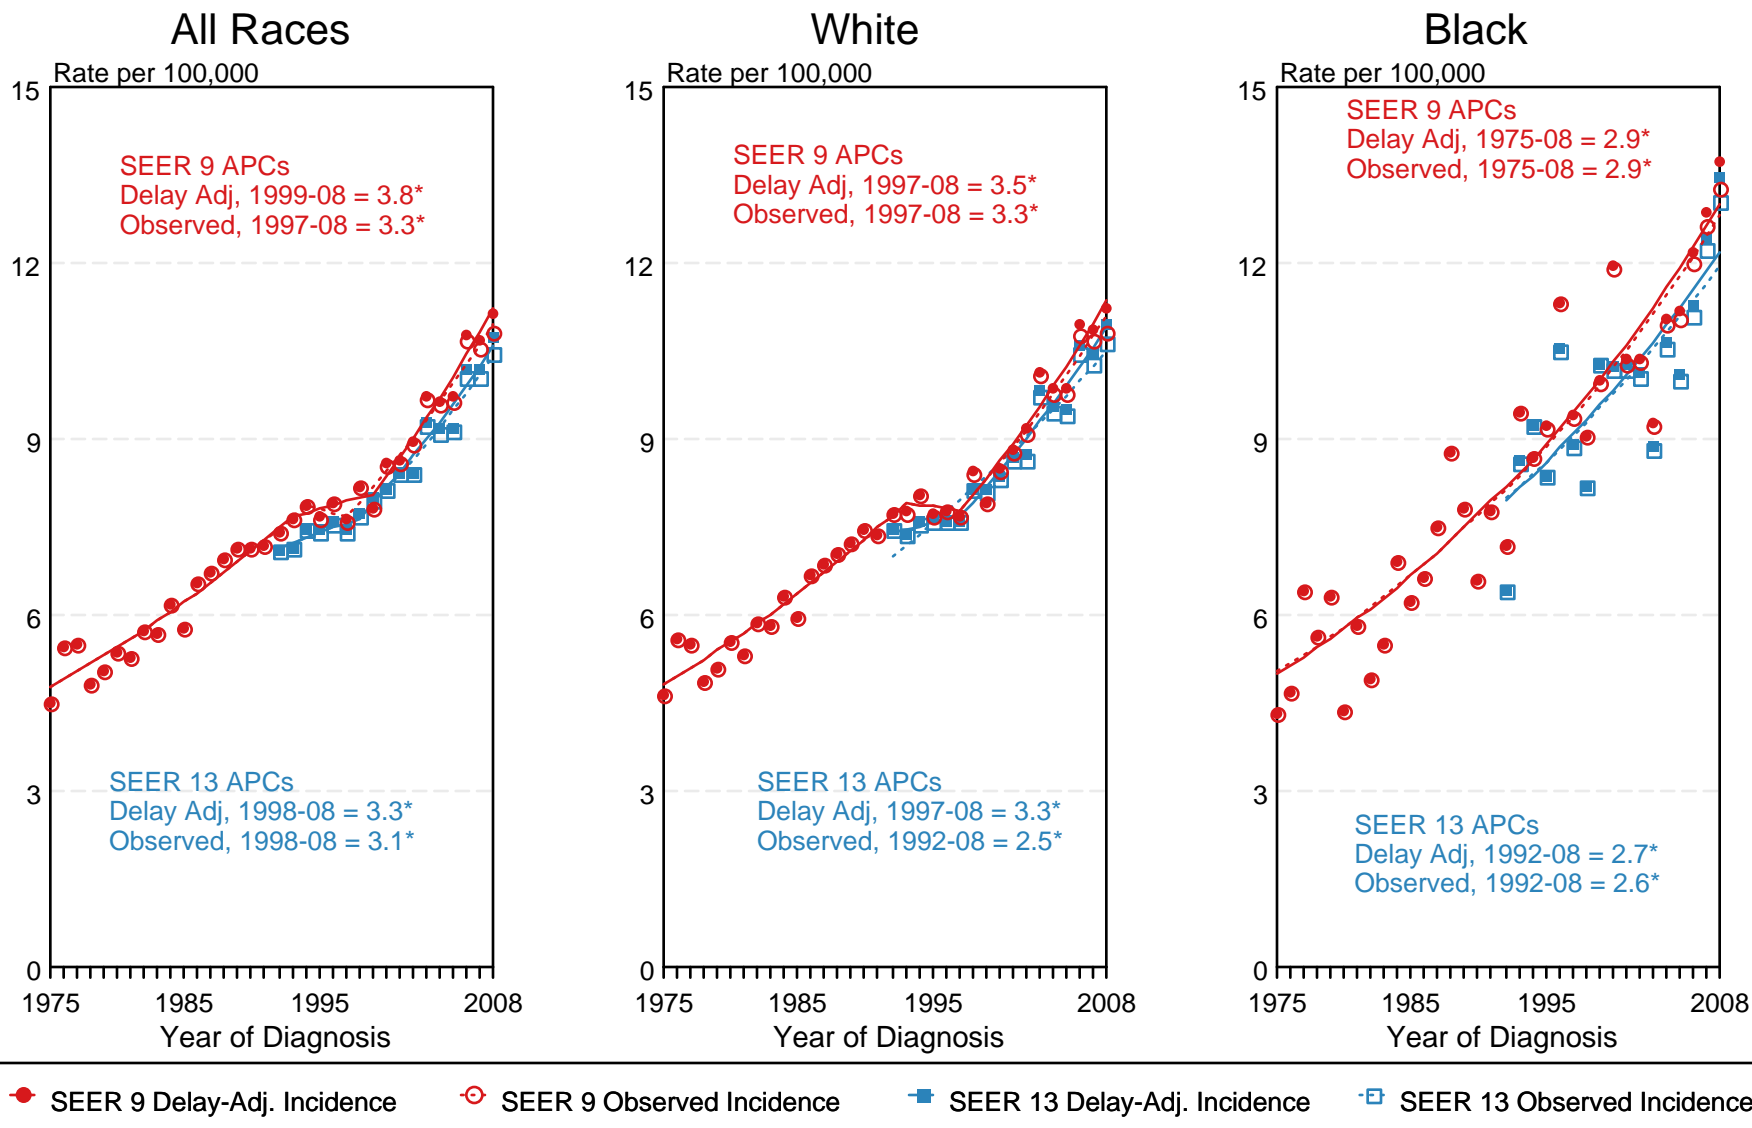 All Races
White
Black
Rate per 100,000
Rate per 100,000
Rate per 100,000
15
12
9
6
3
0
SEER 9 APCs
Delay Adj, 1999-08 = 3.8*
Observed, 1997-08 = 3.3*
SEER 13 APCs
Delay Adj, 1998-08 = 3.3*
Observed, 1998-08 = 3.1*
1975
1985
1995
2008
Year of Diagnosis
15
12
9
6
3
0
SEER 9 APCs
Delay Adj, 1997-08 = 3.5*
Observed, 1997-08 = 3.3*
SEER 13 APCs
Delay Adj, 1997-08 = 3.3*
Observed, 1992-08 = 2.5*
1975
1985
1995
2008
Year of Diagnosis
15
12
9
6
3
0
SEER 9 APCs
Delay Adj, 1975-08 = 2.9*
Observed, 1975-08 = 2.9*
SEER 13 APCs
Delay Adj, 1992-08 = 2.7*
Observed, 1992-08 = 2.6*
1975
1985
1995
2008
Year of Diagnosis
SEER 9 Delay-Adj. Incidence
SEER 9 Observed Incidence
SEER 13 Delay-Adj. Incidence
SEER 13 Observed Incidence